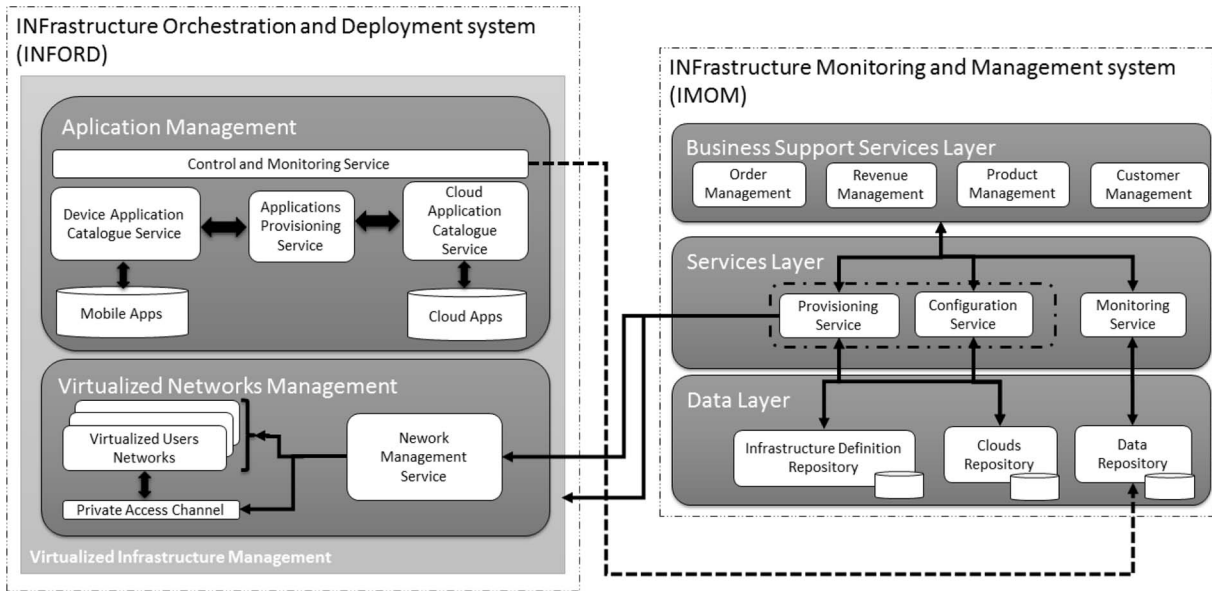 INFrastructure Orchestration and Deployment system
(INFORD)
Aplication Management
Control and Monitoring Service
Device Application
Catalogue Service
Applications
Provisioning
Service
Cloud
Application
Catalogue
Service
Mobile Apps
Cloud Apps
Virtualized Networks Management
Virtualized Users
Networks
Private Access Channel
Nework
Management
Service
Virtualized Infrastructure Management
INFrastructure Monitoring and Management system
(IMOM)
Business Support Services Layer
Order
Management
Revenue
Management
Product
Management
Customer
Management
Services Layer
Provisioning
Service
Configuration
Service
Monitoring
Service
Data Layer
Infrastructure Definition
Repository
Clouds
Repository
Data
Repository